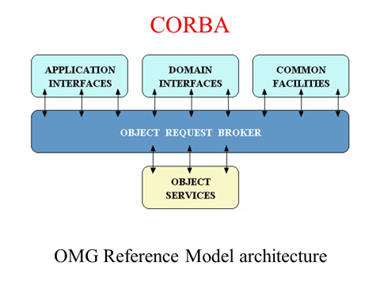 CORBA
APPLICATION
INTERFACES
DOMAIN
INTERFACES
COMMON
FACILITIES
OBJECT REQUEST BROKER
OBJECT
SERVICES
OMG Reference Model architecture